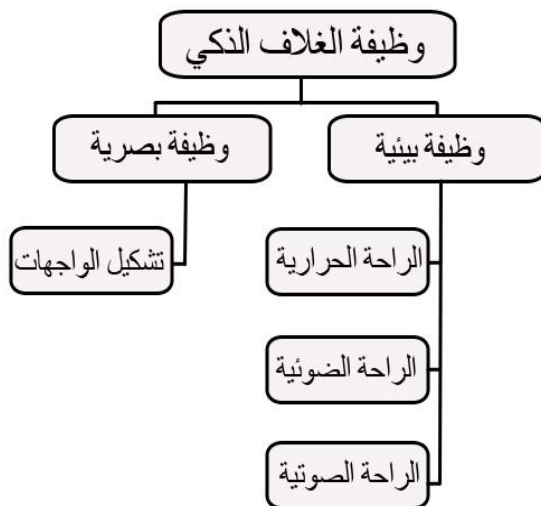 وظيفة الغلاف الذكي
وظيفة بيئية
وظيفة بصرية
الراحة الحرارية
تشكيل الواجهات
الراحة الضوئية
الراحة الصوتية